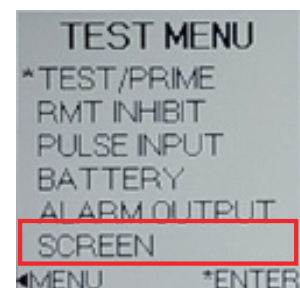 TEST MENU
*TEST/PRIME
RMT INHIBIT
PULSE INPUT
BATTERY
ALARM OUTPUT
SCREEN
◄MENU *ENTER